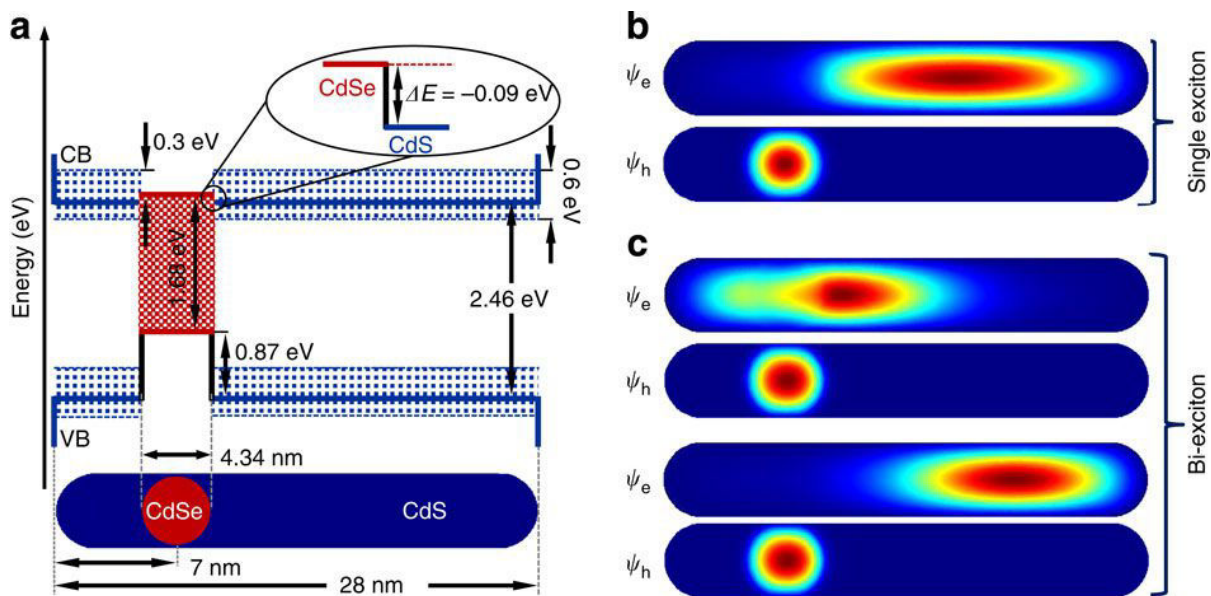 a
Energy (eV)
CB
0.3 eV
CdSe
ΔE = −0.09 eV
CdS
0.6 eV
1.68 eV
2.46 eV
0.87 eV
VB
4.34 nm
CdSe
CdS
7 nm
28 nm
b
ψe
ψh
Single exciton
c
ψe
ψh
ψe
ψh
Bi-exciton